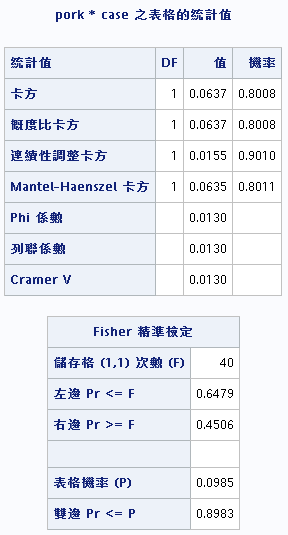 pork * case 之表格的统計值
统計值 DF 值 機率
卡方 1 0.0637 0.8008
概度比卡方 1 0.0637 0.8008
連續性調整卡方 1 0.0155 0.9010
Mantel-Haenszel 卡方 1 0.0635 0.8011
Phi 係數 0.0130
列聯係數 0.0130
Cramer V 0.0130
Fisher 精準檢定
儲存格 (1,1) 次數 (F) 40
左邊 Pr <= F 0.6479
右邊 Pr >= F 0.4506
表格機率 (P) 0.0985
雙邊 Pr <= P 0.8983